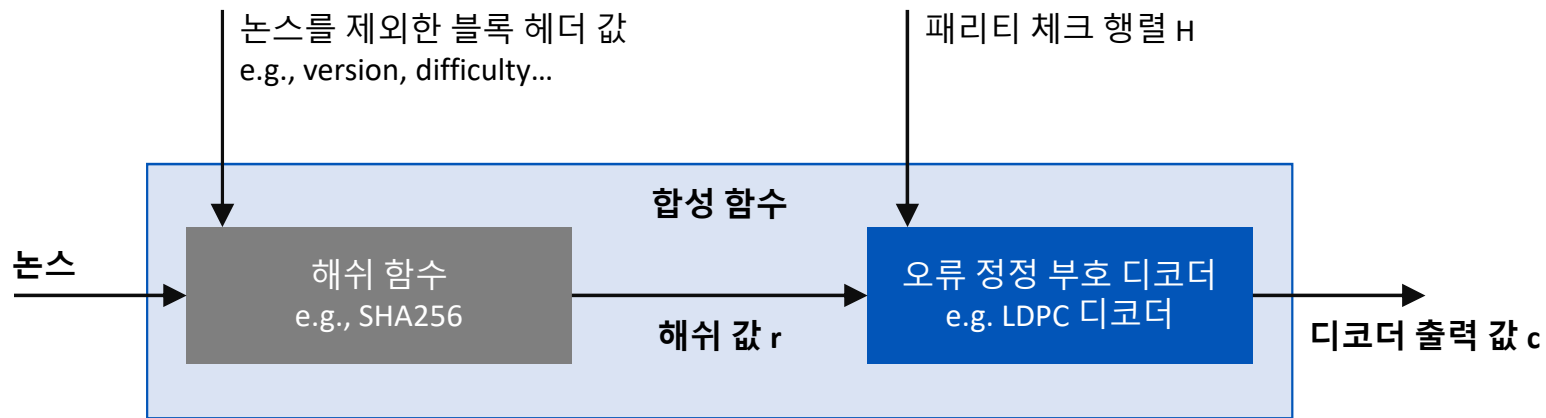 논스를 제외한 블록 헤더 값
e.g., version, difficulty…
패리티 체크 행렬 H
합성 함수
논스
해쉬 함수
e.g., SHA256
해쉬 값 r
오류 정정 부호 디코더
e.g. LDPC 디코더
디코더 출력 값 c